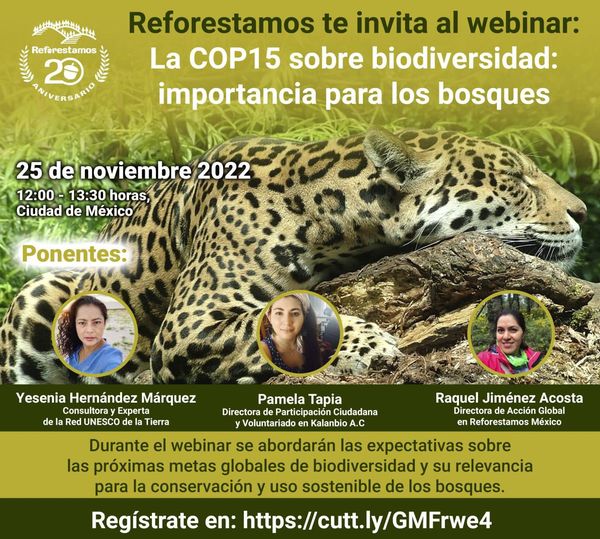 Reforestamos te invita al webinar:
La COP15 sobre biodiversidad:
importancia para los bosques
Reforestamos
20
ANIVERSARIO
25 de noviembre 2022
12:00 - 13:30 horas,
Ciudad de México
Ponentes:
Yesenia Hernández Márquez
Consultora y Experta
de la Red UNESCO de la Tierra
Pamela Tapia
Directora de Participación Ciudadana
y Voluntariado en Kalanbio A.C
Raquel Jiménez Acosta
Directora de Acción Global
en Reforestamos México
Durante el webinar se abordarán las expectativas sobre
las próximas metas globales de biodiversidad y su relevancia
para la conservación y uso sostenible de los bosques.
Regístrate en: https://cutt.ly/GMFrwe4